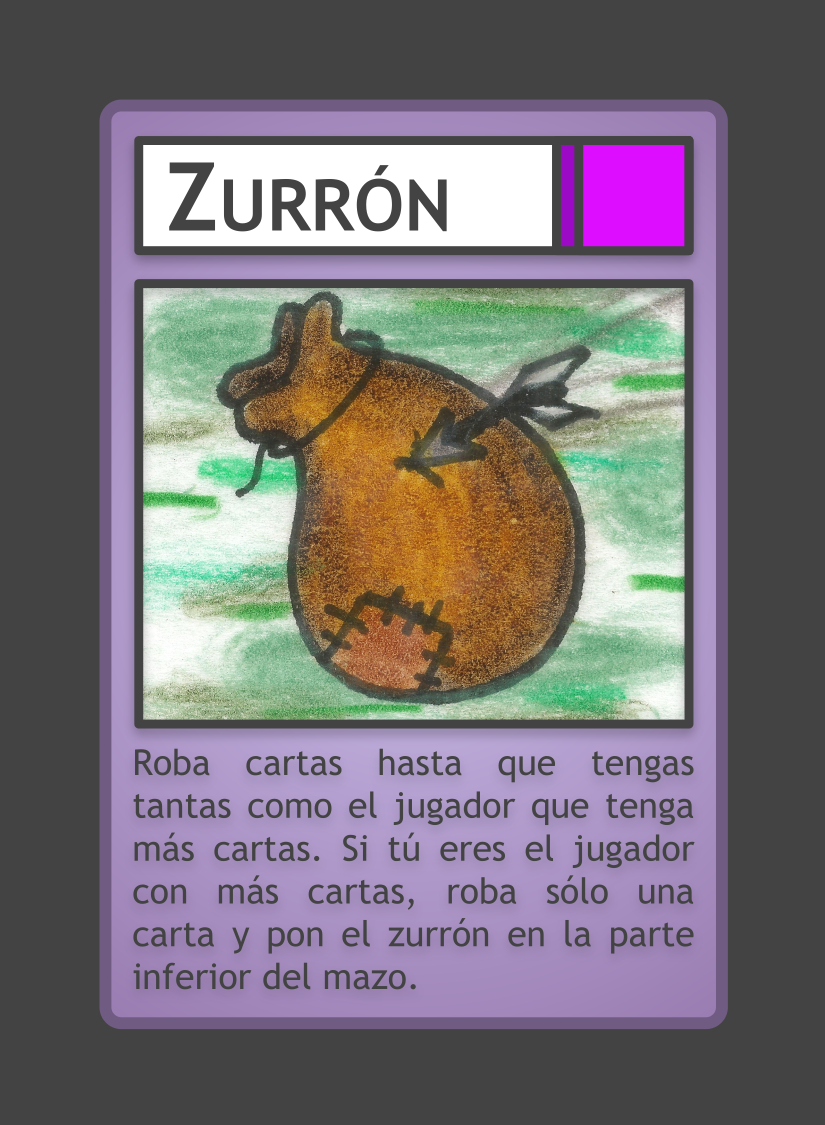 Zurrón
Roba cartas hasta que tengas
tantas como el jugador que tenga
más cartas. Si tú eres el jugador
con más cartas, roba sólo una
carta y pon el zurrón en la parte
inferior del mazo.